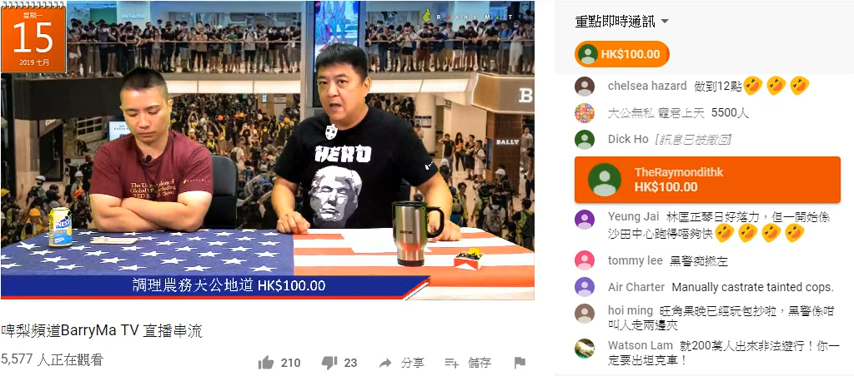 星期一
15
2019 七月
BALLY
HERO
調理農務天公地道 HK$100.00
啤梨頻道BarryMa TV 直播串流
5,577 人正在觀看
210
23
分享
儲存
重點即時通訊
HK$100.00
chelsea hazard 做到12點🤣🤣🤣
大公無私 寵君上天 5500人
Dick Ho [訊息已被撤回]
TheRaymondithk
HK$100.00
Yeung Jai 林匡正琴日好落力，但一開始係
沙田中心跑得唔夠快🤣🤣🤣🤣
tommy lee 黑警痴撚左
Air Charter Manually castrate tainted cops.
hoi ming 旺角果晚已經玩包抄啦，黑警係咁
叫人走兩邊夾
Watson Lam 就200萬人出來非法遊行！你一
定要出坦克車！